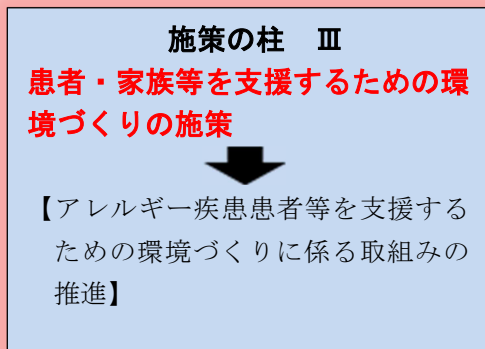 施策の柱　Ⅲ
患者・家族等を支援するための環
境づくりの施策
【アレルギー疾患患者等を支援する
ための環境づくりに係る取組みの
推進】